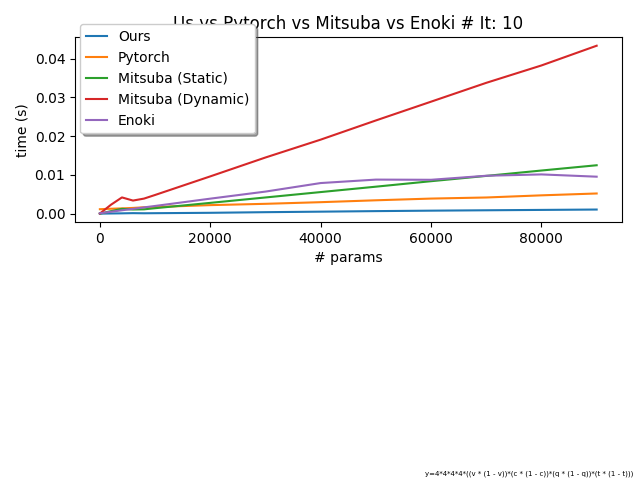 Us vs Pytorch vs Mitsuba vs Enoki # It: 10
Ours
Pytorch
Mitsuba (Static)
Mitsuba (Dynamic)
Enoki
time (s)
0.04
0.03
0.02
0.01
0.00
0 20000 40000 60000 80000
# params
y=4*4*4*4*((v * (1 - v))*(c * (1 - c))*(q * (1 - q))*(t * (1 - t)))